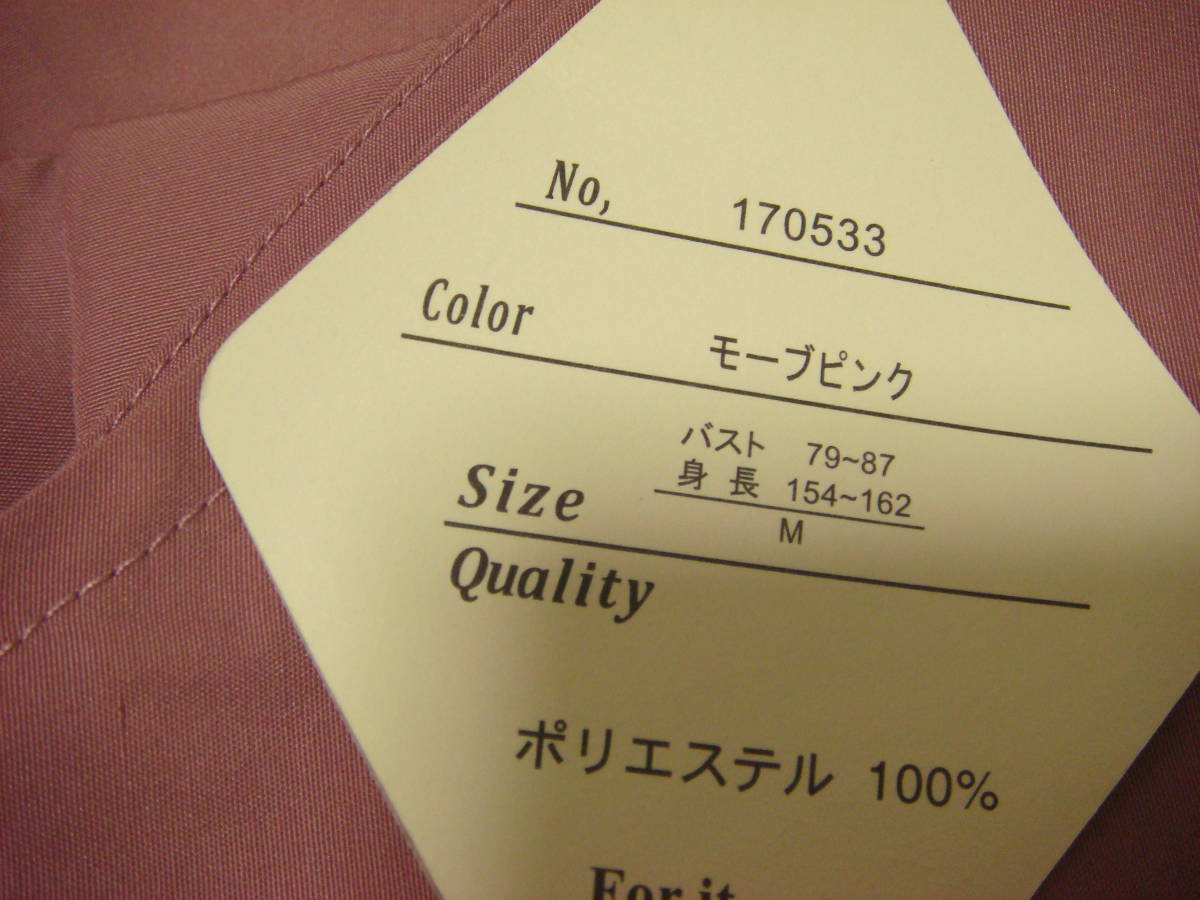 No, 170533
Color モーブピンク
バスト 79~87
Size 身 長 154~162
M
Quality
ポリエステル 100%
For it